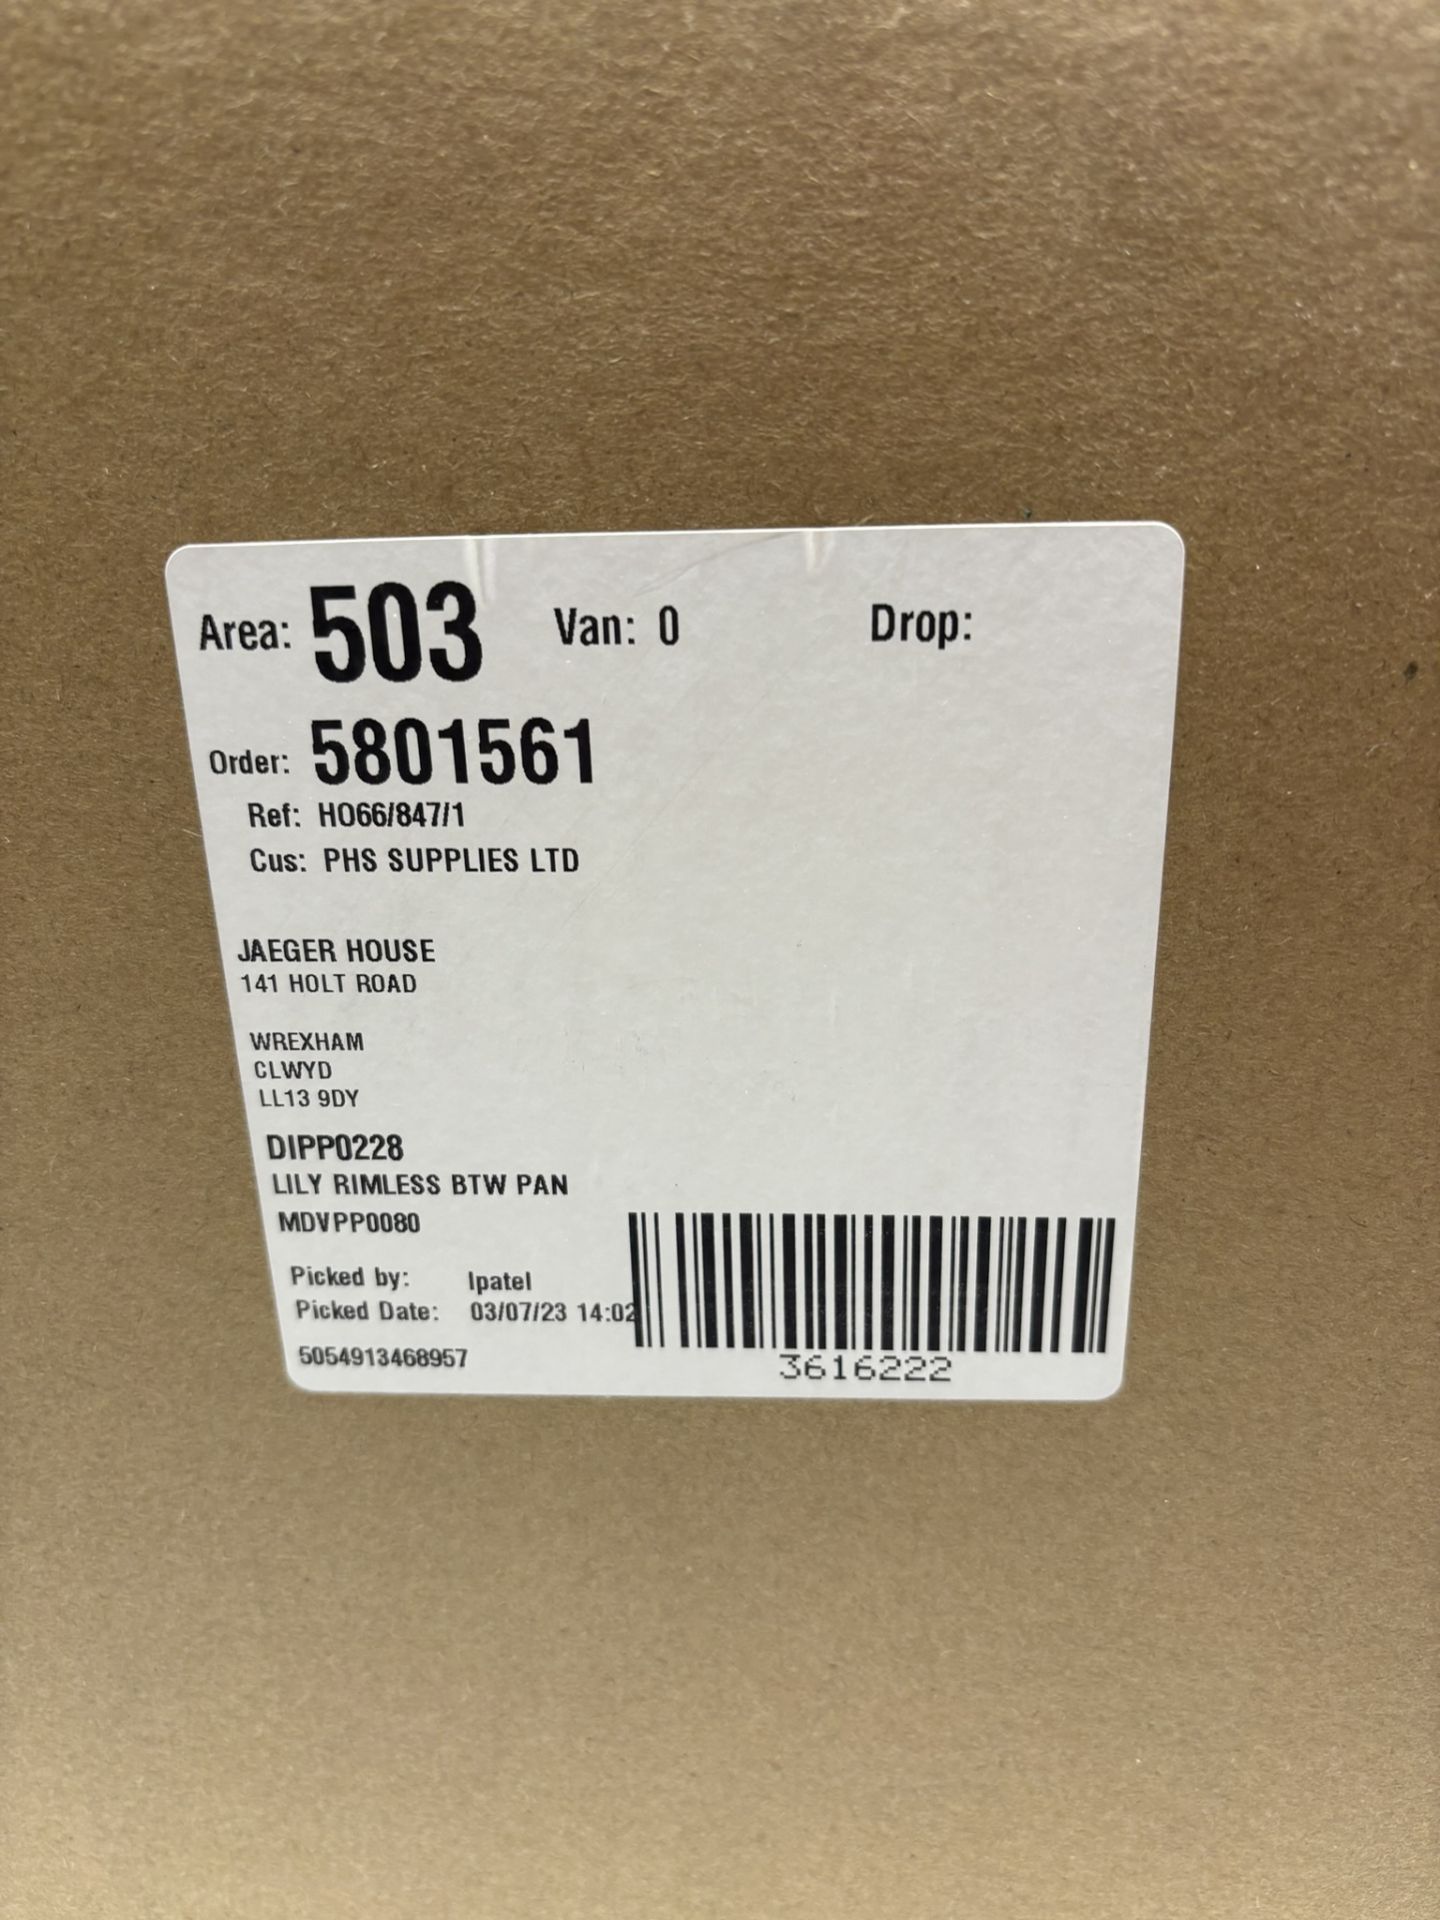 Area: 503 Van: 0 Drop:
Order: 5801561
Ref: HO66/847/1
Cus: PHS SUPPLIES LTD
JAEGER HOUSE
141 HOLT ROAD
WREXHAM
CLWYD
LL13 9DY
DIPP0228
LILY RIMLESS BTW PAN
MDVPP0080
Picked by: lpatel
Picked Date: 03/07/23 14:02
5054913468957
3616222